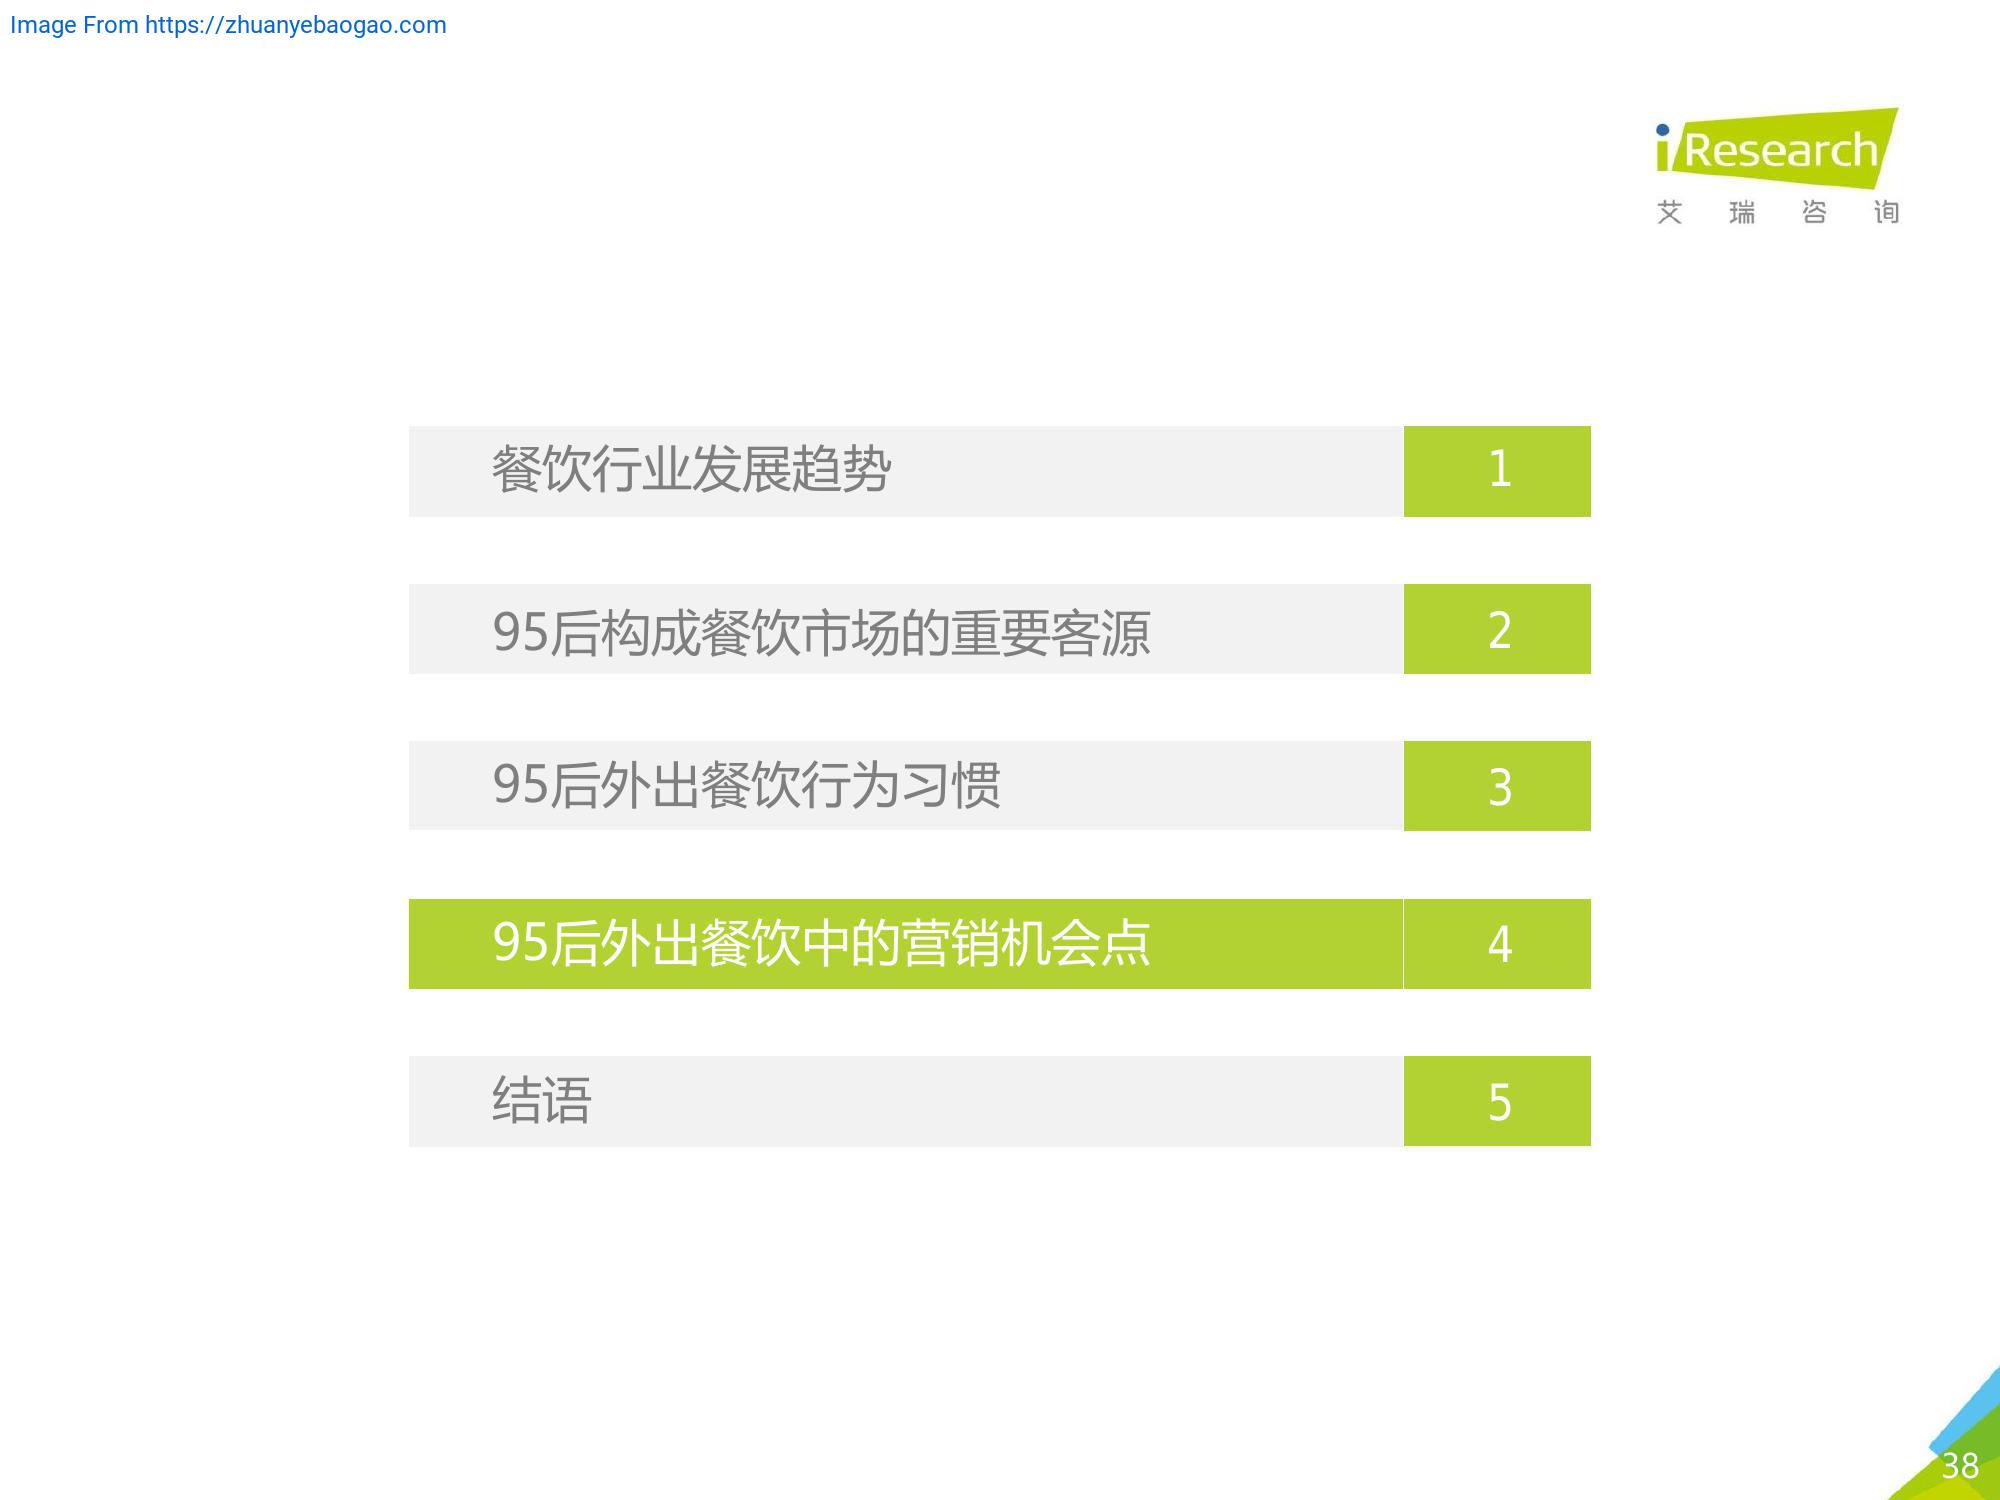 Image From https://zhuanyebaogao.com
iResearch
艾瑞咨询
餐饮行业发展趋势 1
95后构成餐饮市场的重要客源 2
95后外出餐饮行为习惯 3
95后外出餐饮中的营销机会点 4
结语 5
38